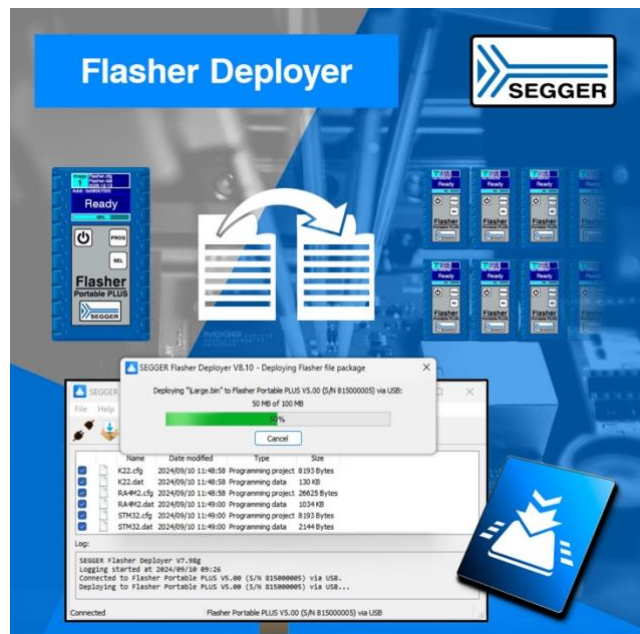 Flasher Deployer
SEGGER
Ready
PROG
SEL
Flasher
Portable PLUS
SEGGER
Ready
Ready
Ready
Flasher
Flasher
Flasher
Ready
Ready
Ready
Flasher
Flasher
Flasher
SEGGER Flasher Deployer V8.10 - Deploying Flasher file package
Deploying "\Large.bin" to Flasher Portable PLUS V5.00 (S/N 815000005) via USB:
50 MB of 100 MB
50%
Cancel
SEGGER
File Help
Name Date modified Type Size
K22.cfg 2024/09/10 11:48:58 Programming project 8193 Bytes
K22.dat 2024/09/10 11:48:58 Programming data 130 KB
RA4M2.cfg 2024/09/10 11:48:58 Programming project 26625 Bytes
RA4M2.dat 2024/09/10 11:49:00 Programming data 1034 KB
STM32.cfg 2024/09/10 11:49:00 Programming project 8193 Bytes
STM32.dat 2024/09/10 11:49:00 Programming data 2144 Bytes
Log:
SEGGER Flasher Deployer V7.98g
Logging started at 2024/09/10 09:26
Connected to Flasher Portable PLUS V5.00 (S/N 815000005) via USB.
Deploying to Flasher Portable PLUS V5.00 (S/N 815000005) via USB...
Connected Flasher Portable PLUS V5.00 (S/N 815000005) via USB